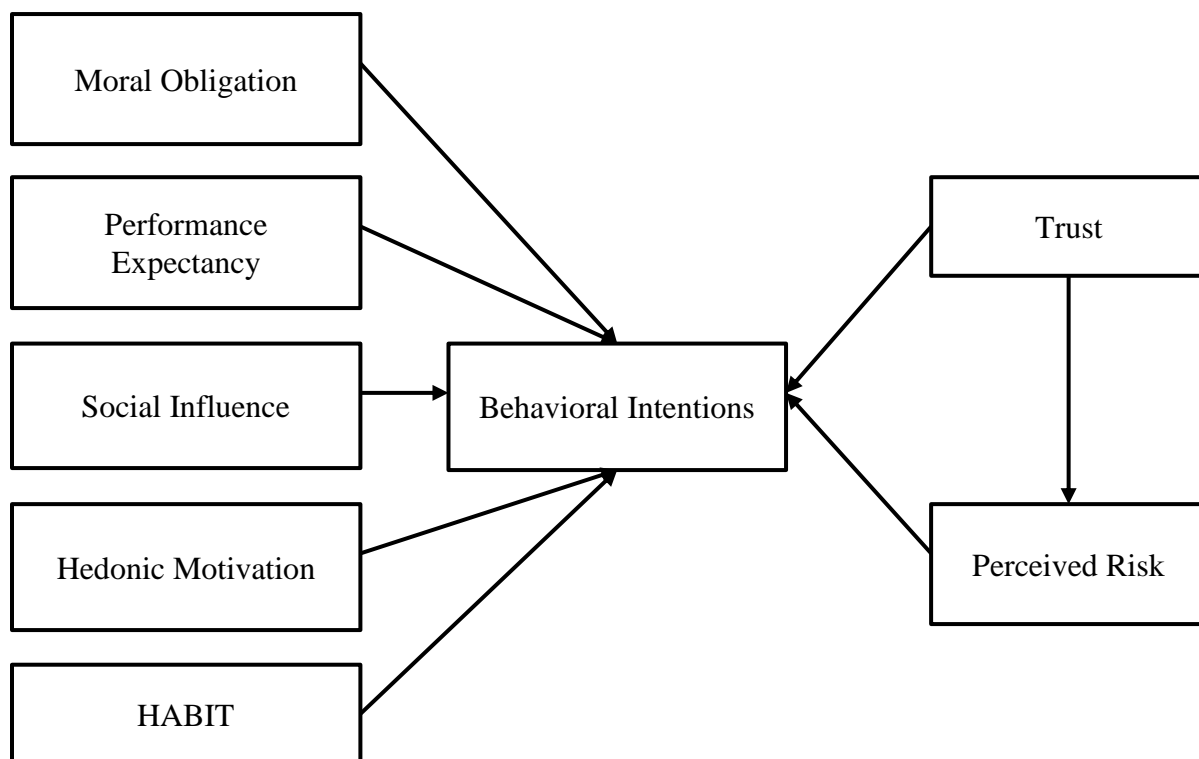 Moral Obligation
Performance
Expectancy
Social Influence
Hedonic Motivation
HABIT
Behavioral Intentions
Trust
Perceived Risk